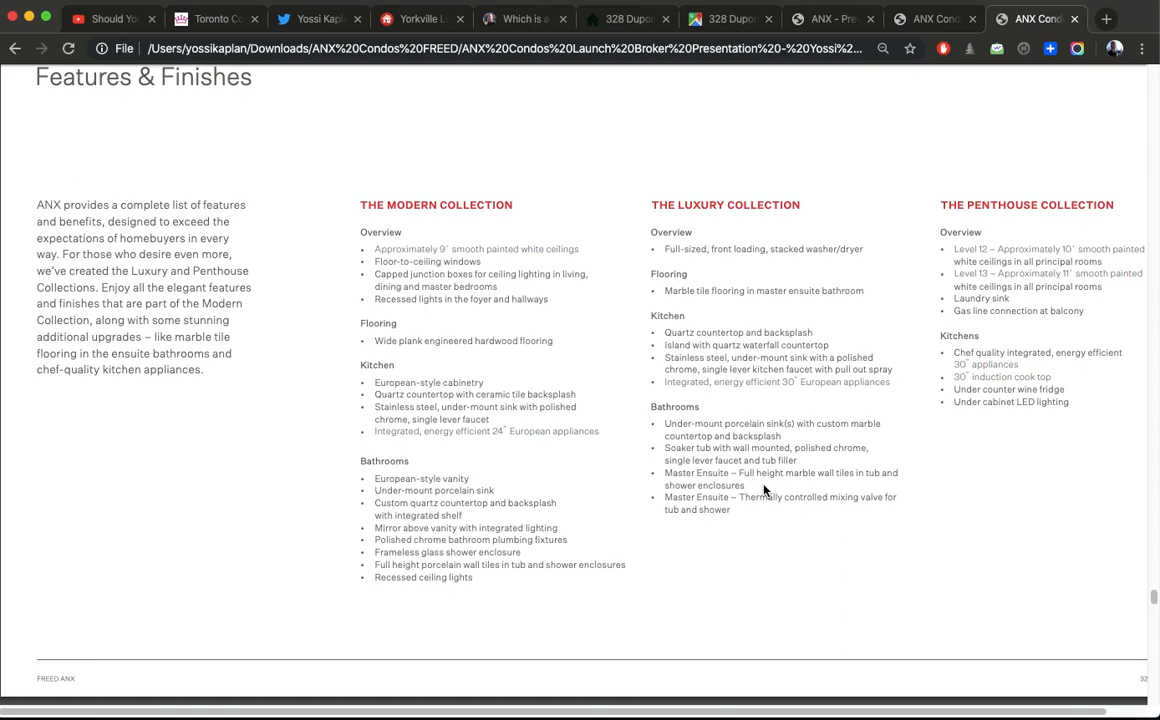 Should Yo
Toronto Co
Yossi Kapl
Yorkville L
Which is a
328 Dupo
328 Dupo
ANX - Pre
ANX Cond
ANX Cond
File
/Users/yossikaplan/Downloads/ANX%20Condos%20FREED/ANX%20Condos%20Launch%20Broker%20Presentation%20-%20Yossi%2...
Features & Finishes
ANX provides a complete list of features
and benefits, designed to exceed the
expectations of homebuyers in every
way. For those who desire even more,
we've created the Luxury and Penthouse
Collections. Enjoy all the elegant features
and finishes that are part of the Modern
Collection, along with some stunning
additional upgrades – like marble tile
flooring in the ensuite bathrooms and
chef-quality kitchen appliances.
THE MODERN COLLECTION
Overview
• Approximately 9´ smooth painted white ceilings
• Floor-to-ceiling windows
• Capped junction boxes for ceiling lighting in living,
dining and master bedrooms
• Recessed lights in the foyer and hallways
Flooring
• Wide plank engineered hardwood flooring
Kitchen
• European-style cabinetry
• Quartz countertop with ceramic tile backsplash
• Stainless steel, under-mount sink with polished
chrome, single lever faucet
• Integrated, energy efficient 24˝ European appliances
Bathrooms
• European-style vanity
• Under-mount porcelain sink
• Custom quartz countertop and backsplash
with integrated shelf
• Mirror above vanity with integrated lighting
• Polished chrome bathroom plumbing fixtures
• Frameless glass shower enclosure
• Full height porcelain wall tiles in tub and shower enclosures
• Recessed ceiling lights
THE LUXURY COLLECTION
Overview
• Full-sized, front loading, stacked washer/dryer
Flooring
• Marble tile flooring in master ensuite bathroom
Kitchen
• Quartz countertop and backsplash
• Island with quartz waterfall countertop
• Stainless steel, under-mount sink with a polished
chrome, single lever kitchen faucet with pull out spray
• Integrated, energy efficient 30˝ European appliances
Bathrooms
• Under-mount porcelain sink(s) with custom marble
countertop and backsplash
• Soaker tub with wall mounted, polished chrome,
single lever faucet and tub filler
• Master Ensuite – Full height marble wall tiles in tub and
shower enclosures
• Master Ensuite – Thermally controlled mixing valve for
tub and shower
THE PENTHOUSE COLLECTION
Overview
• Level 12 – Approximately 10´ smooth painted
white ceilings in all principal rooms
• Level 13 – Approximately 11´ smooth painted
white ceilings in all principal rooms
• Laundry sink
• Gas line connection at balcony
Kitchens
• Chef quality integrated, energy efficient
30˝ appliances
• 30˝ induction cook top
• Under counter wine fridge
• Under cabinet LED lighting
FREED ANX
32